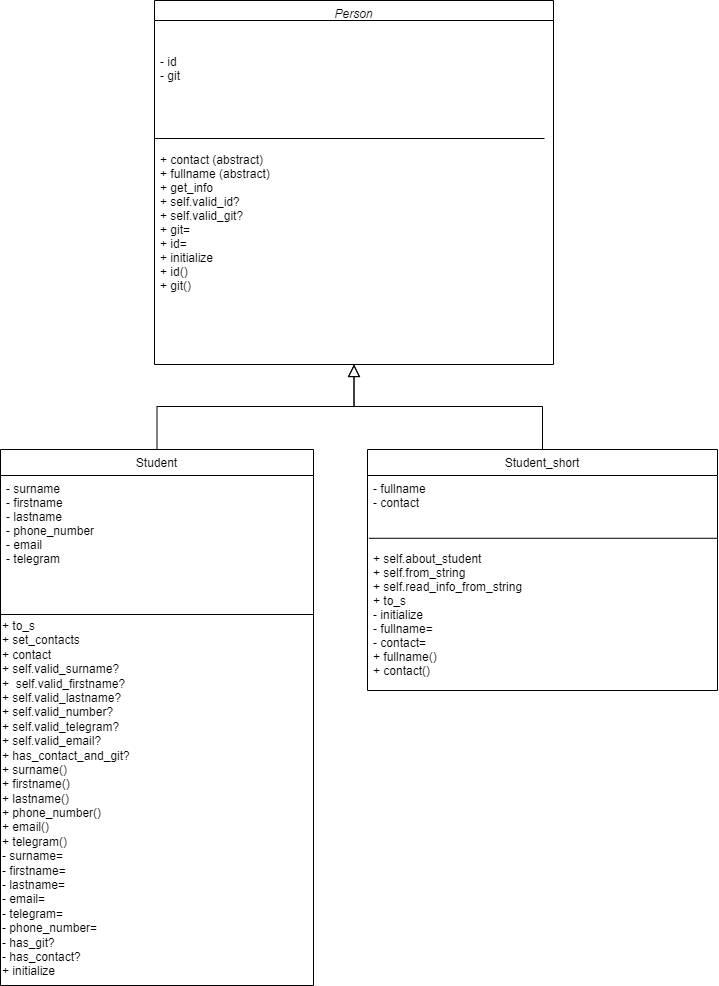 Person
- id
- git
+ contact (abstract)
+ fullname (abstract)
+ get_info
+ self.valid_id?
+ self.valid_git?
+ git=
+ id=
+ initialize
+ id()
+ git()
Student
- surname
- firstname
- lastname
- phone_number
- email
- telegram
+ to_s
+ set_contacts
+ contact
+ self.valid_surname?
+  self.valid_firstname?
+ self.valid_lastname?
+ self.valid_number?
+ self.valid_telegram?
+ self.valid_email?
+ has_contact_and_git?
+ surname()
+ firstname()
+ lastname()
+ phone_number()
+ email()
+ telegram()
- surname=
- firstname=
- lastname=
- email=
- telegram=
- phone_number=
- has_git?
- has_contact?
+ initialize
Student_short
- fullname
- contact
+ self.about_student
+ self.from_string
+ self.read_info_from_string
+ to_s
- initialize
- fullname=
- contact=
+ fullname()
+ contact()